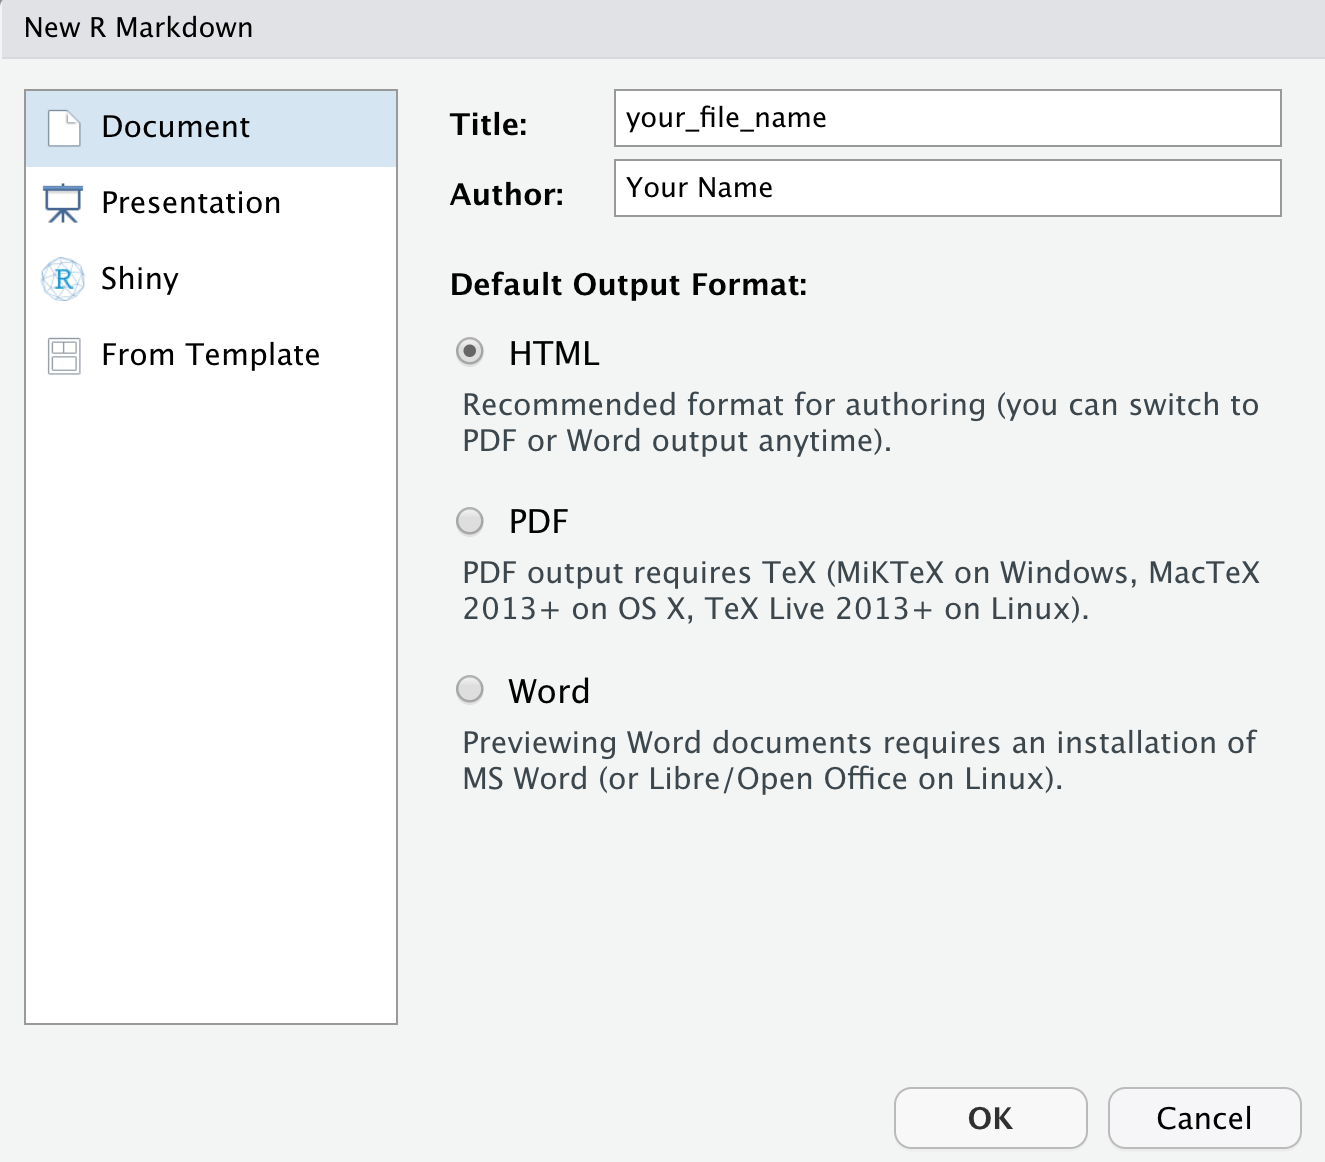 New R Markdown
Document
Presentation
R
Shiny
From Template
Title:
your_file_name
Author:
Your Name
Default Output Format:
HTML
Recommended format for authoring (you can switch to
PDF or Word output anytime).
PDF
PDF output requires TeX (MiKTeX on Windows, MacTeX
2013+ on OS X, TeX Live 2013+ on Linux).
Word
Previewing Word documents requires an installation of
MS Word (or Libre/Open Office on Linux).
OK
Cancel